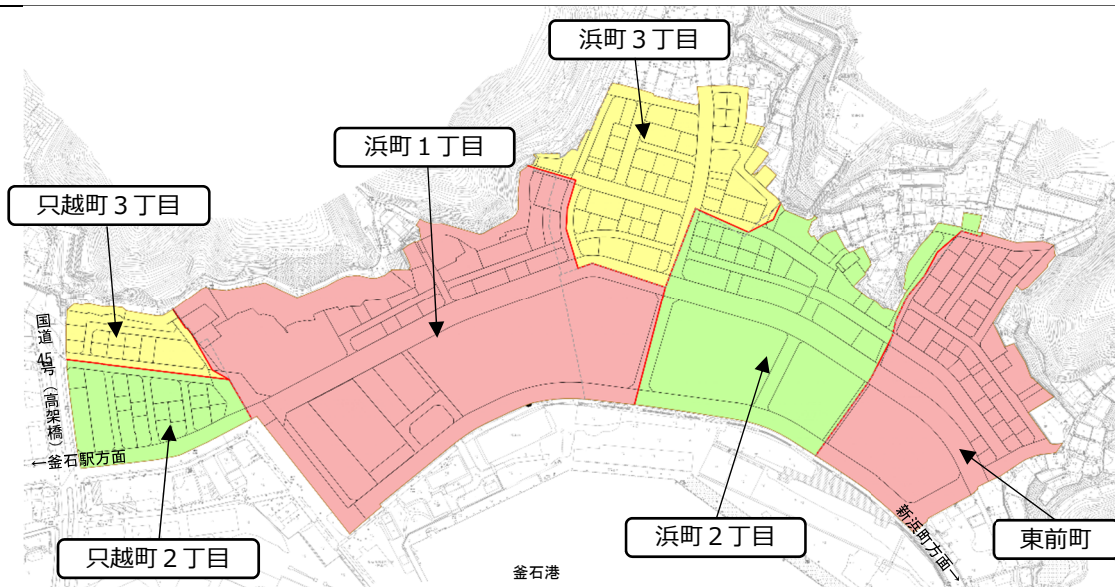 浜町３丁目
浜町１丁目
只越町３丁目
国道45号（高架橋）
←釜石駅方面
只越町２丁目
浜町２丁目
東前町
新浜町方面→
釜石港